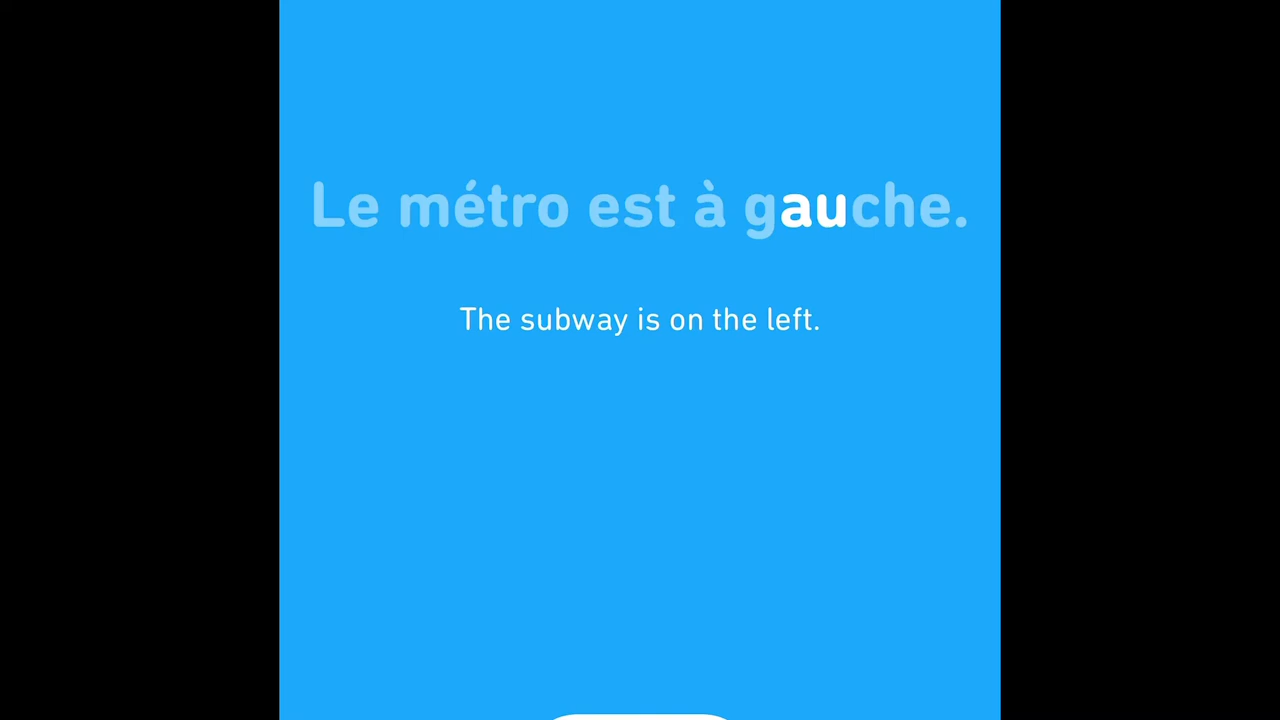 Le métro est à gauche.
The subway is on the left.